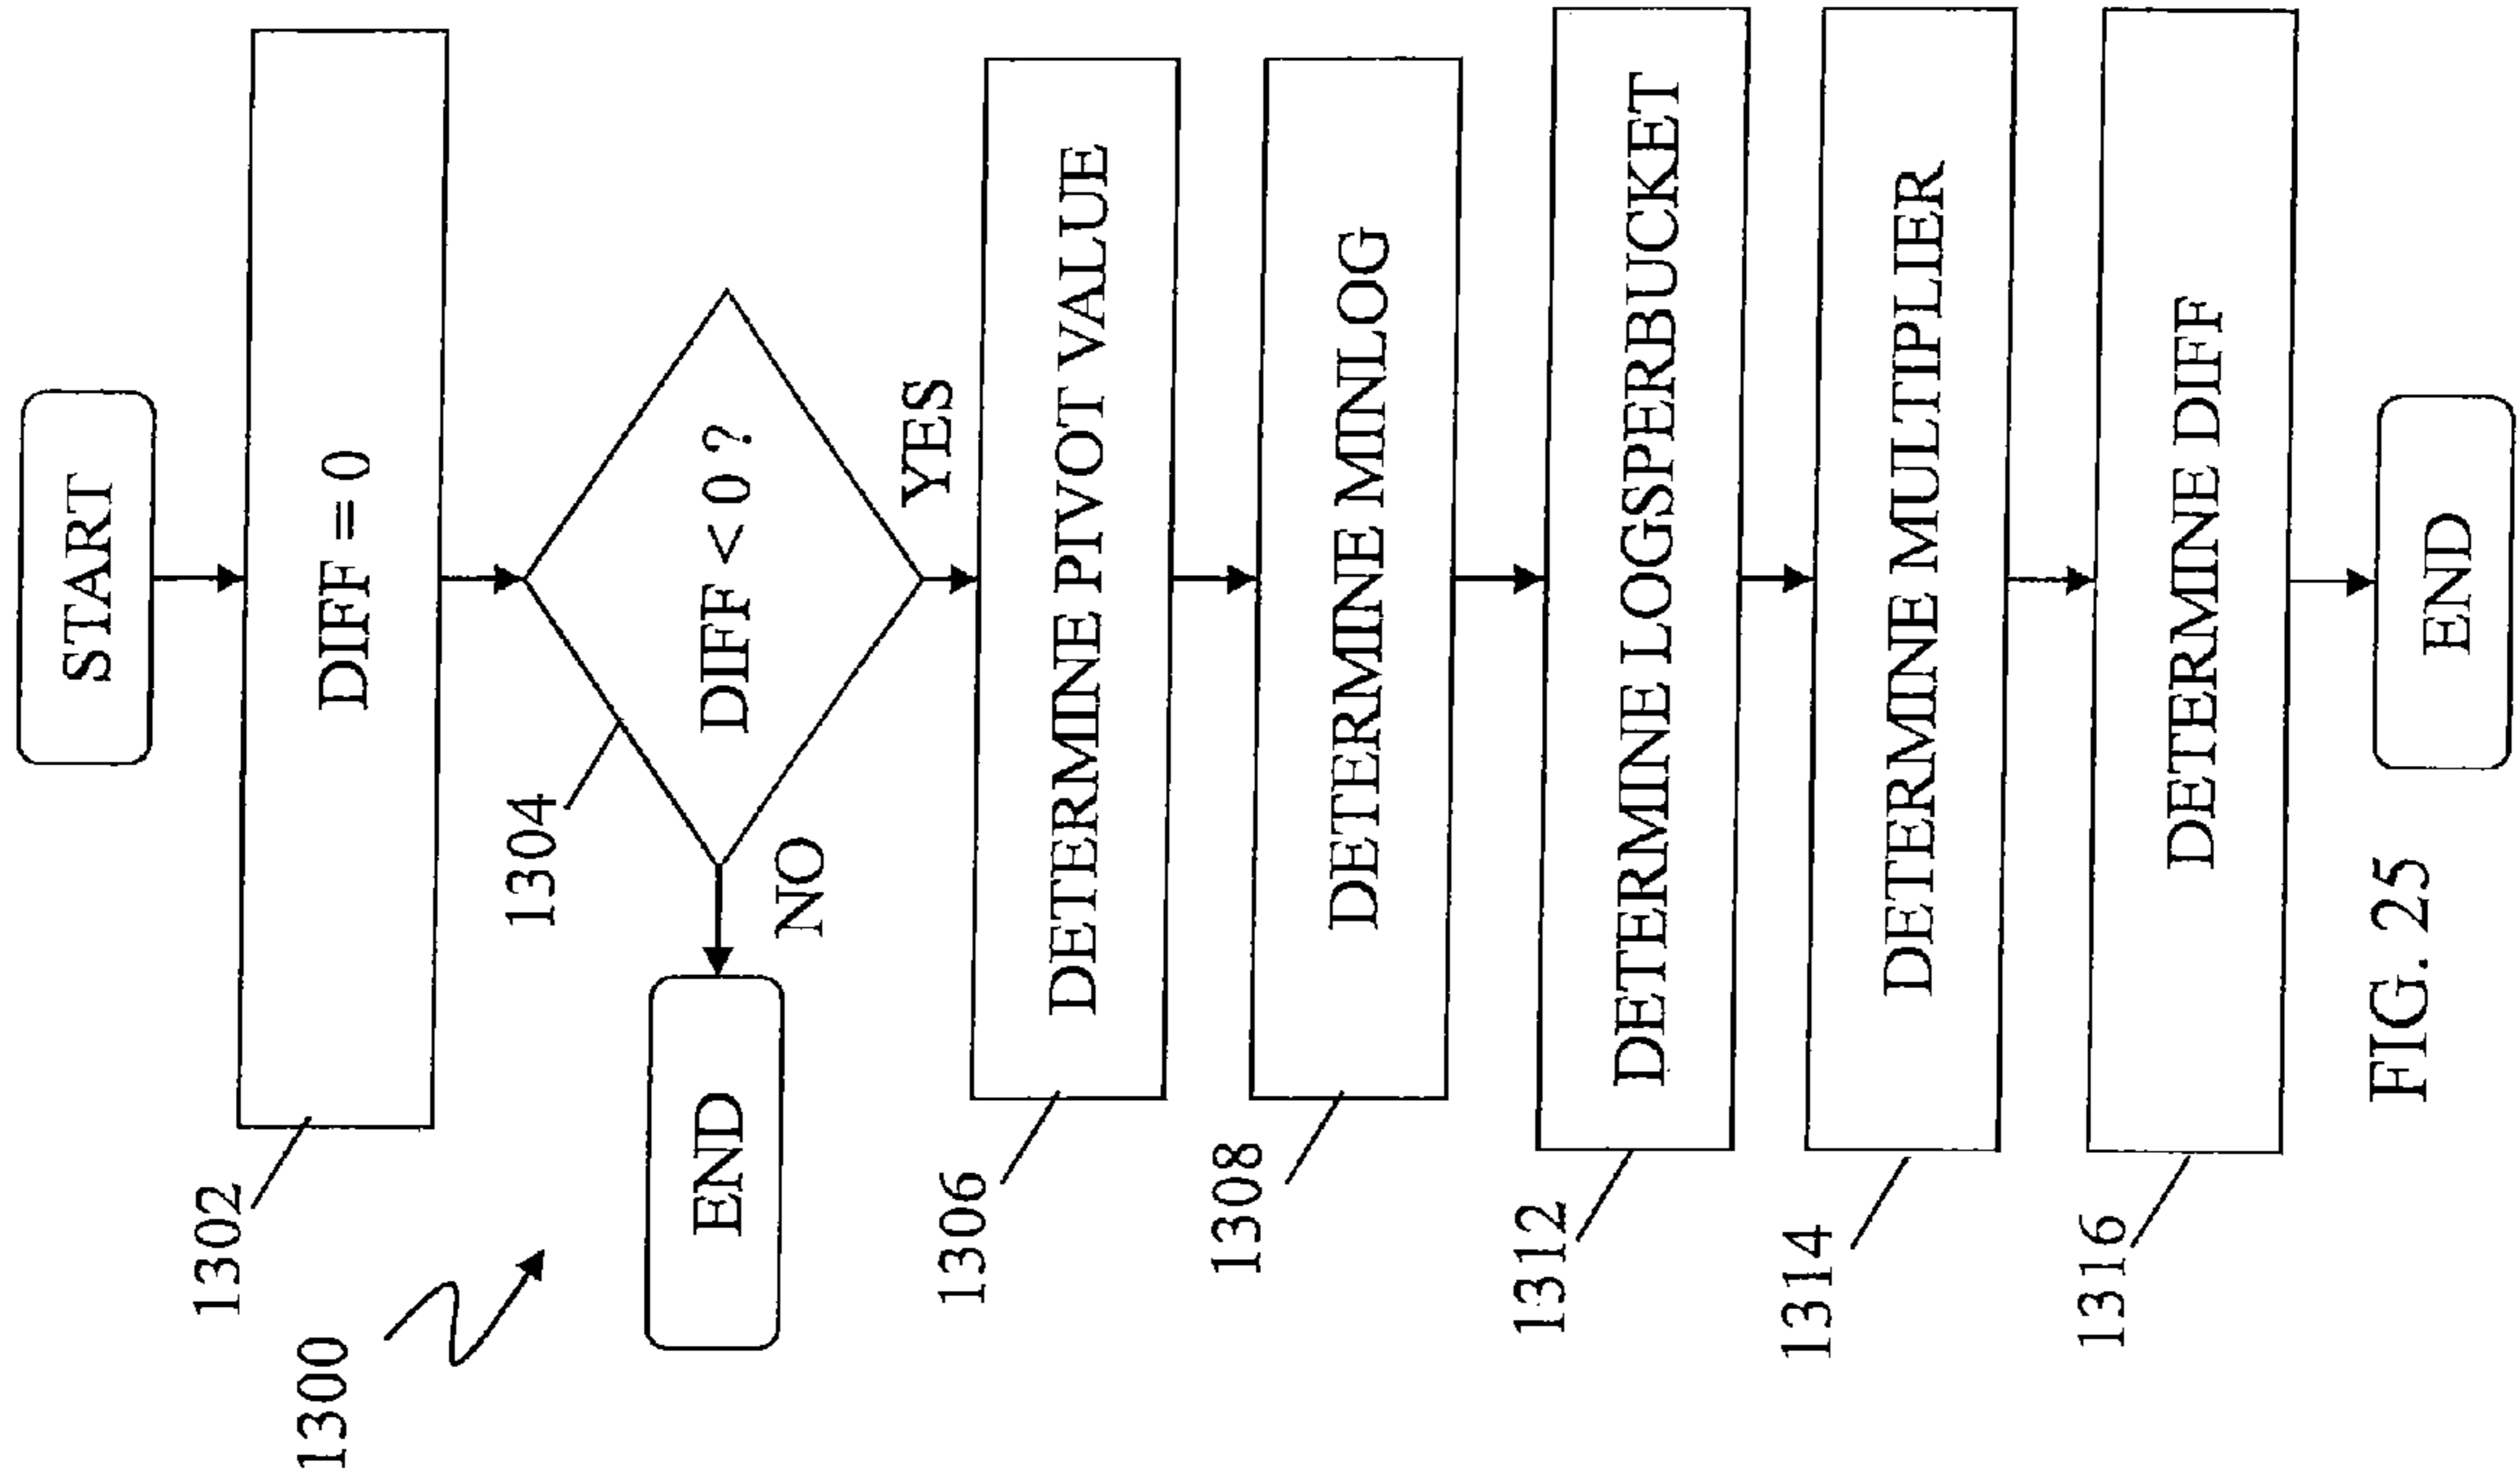 START
1302
DIFF = 0
1300
1304
DIFF < 0 ?
NO
END
YES
1306
DETERMINE PIVOT VALUE
1308
DETERMINE MINLOG
1312
DETERMINE LOGSPERBUCKET
1314
DETERMINE MULTIPLIER
1316
DETERMINE DIFF
END
FIG. 25